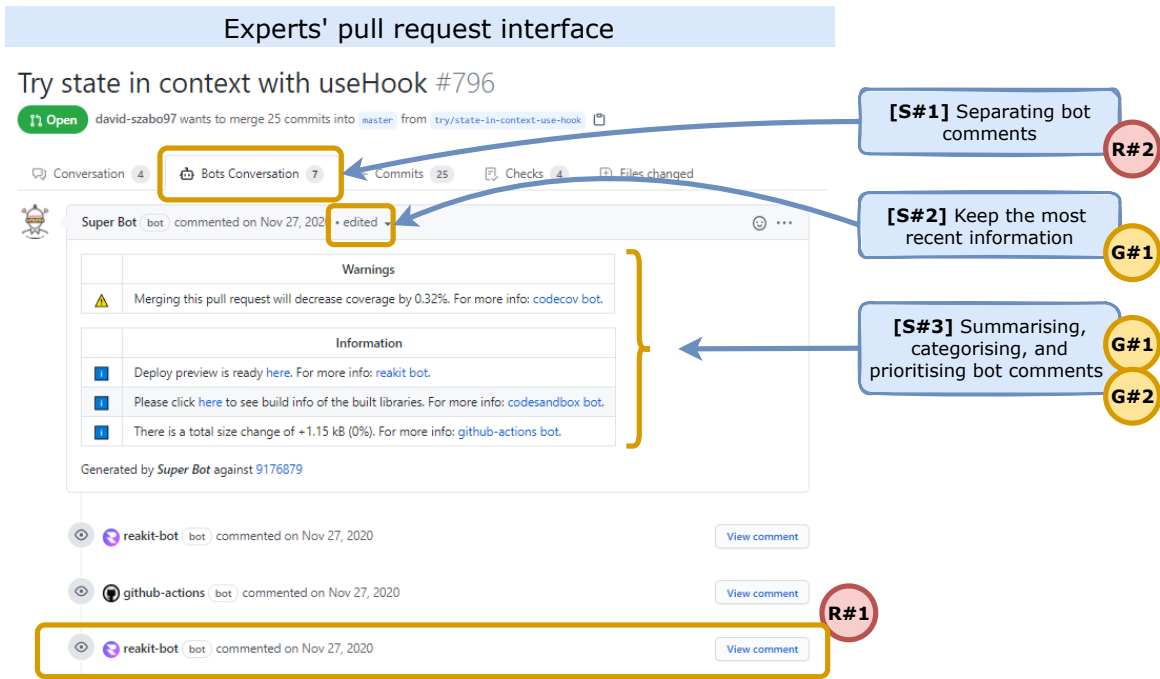 Experts' pull request interface
Try state in context with useHook #796
Open
david-szabo97 wants to merge 25 commits into master from try/state-in-context-use-hook
Conversation 4
Bots Conversation 7
Commits 25
Checks 4
Files changed
[S#1] Separating bot
comments
R#2
Super Bot bot commented on Nov 27, 2020 • edited
[S#2] Keep the most
recent information
G#1
Warnings
Merging this pull request will decrease coverage by 0.32%. For more info: codecov bot.
Information
Deploy preview is ready here. For more info: reakit bot.
Please click here to see build info of the built libraries. For more info: codesandbox bot.
There is a total size change of +1.15 kB (0%). For more info: github-actions bot.
Generated by Super Bot against 9176879
[S#3] Summarising,
categorising, and
prioritising bot comments
G#1
G#2
reakit-bot bot commented on Nov 27, 2020
View comment
github-actions bot commented on Nov 27, 2020
View comment
R#1
reakit-bot bot commented on Nov 27, 2020
View comment